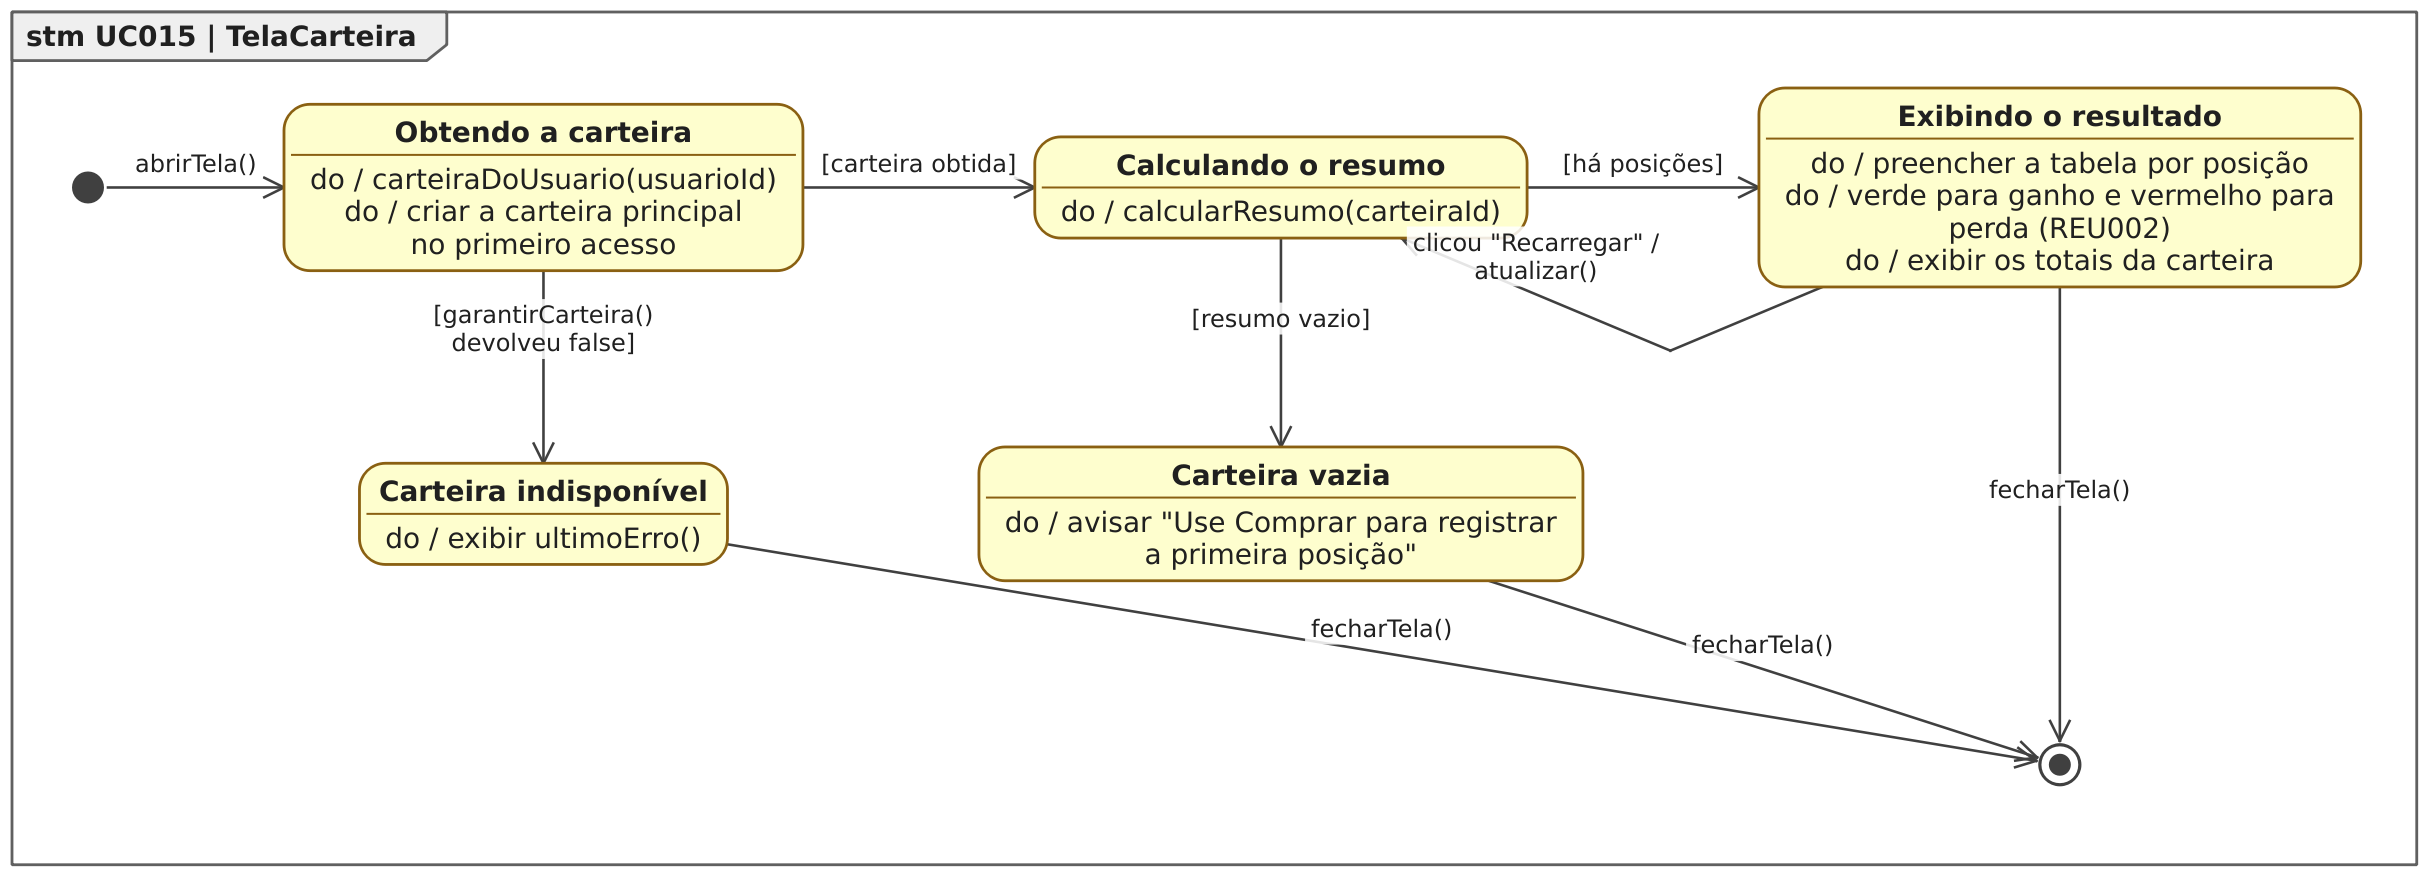 stm UC015 | TelaCarteira
abrirTela()
Obtendo a carteira
do / carteiraDoUsuario(usuarioId)
do / criar a carteira principal
no primeiro acesso
[carteira obtida]
Calculando o resumo
do / calcularResumo(carteiraId)
[há posições]
Exibindo o resultado
do / preencher a tabela por posição
do / verde para ganho e vermelho para
perda (REU002)
do / exibir os totais da carteira
clicou "Recarregar" /
atualizar()
[garantirCarteira()
devolveu false]
[resumo vazio]
Carteira indisponível
do / exibir ultimoErro()
Carteira vazia
do / avisar "Use Comprar para registrar
a primeira posição"
fecharTela()
fecharTela()
fecharTela()